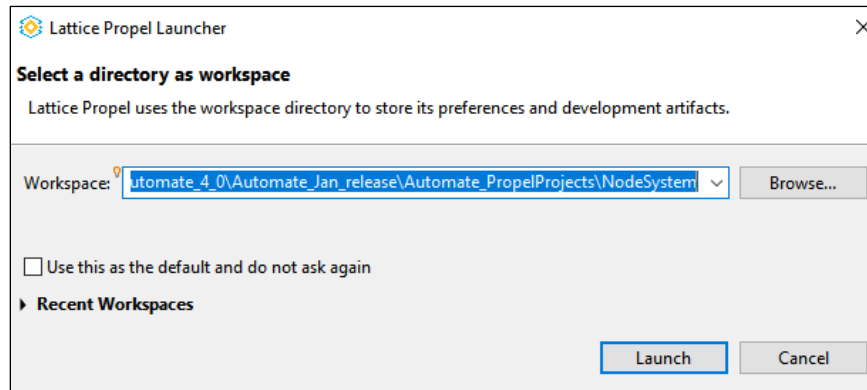 Lattice Propel Launcher
Select a directory as workspace
Lattice Propel uses the workspace directory to store its preferences and development artifacts.
Workspace: utomate_4_0\Automate_Jan_release\Automate_PropelProjects\NodeSystem Browse...
Use this as the default and do not ask again
Recent Workspaces
Launch Cancel